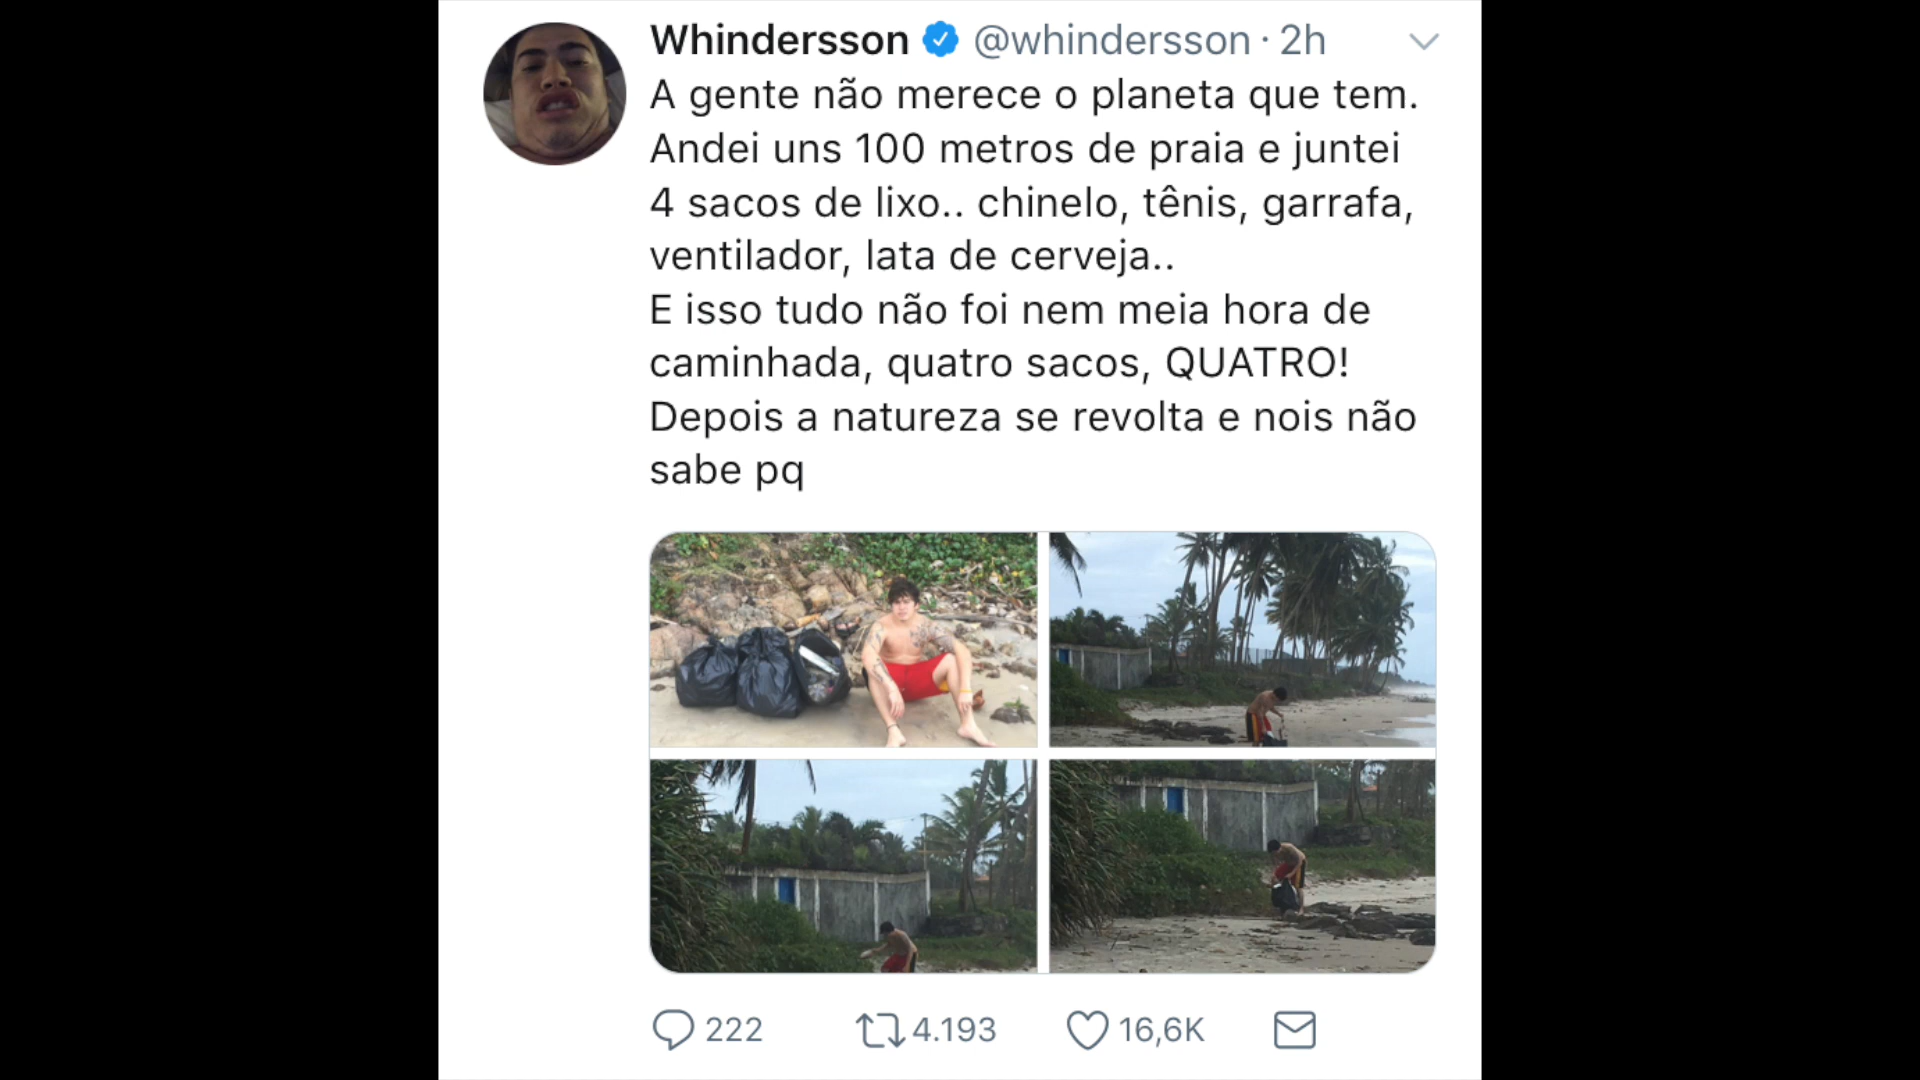 Whindersson @whindersson · 2h
A gente não merece o planeta que tem.
Andei uns 100 metros de praia e juntei
4 sacos de lixo.. chinelo, tênis, garrafa,
ventilador, lata de cerveja..
E isso tudo não foi nem meia hora de
caminhada, quatro sacos, QUATRO!
Depois a natureza se revolta e nois não
sabe pq
222 4.193 16,6K